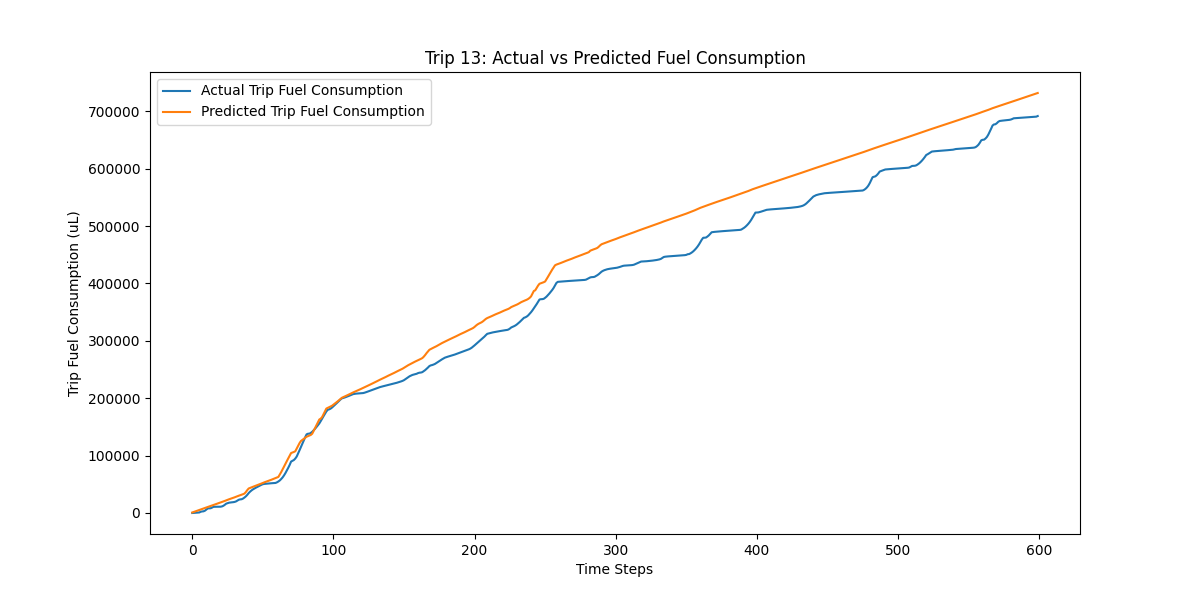 Trip 13: Actual vs Predicted Fuel Consumption
Actual Trip Fuel Consumption
Predicted Trip Fuel Consumption
Trip Fuel Consumption (uL)
700000
600000
500000
400000
300000
200000
100000
0
0 100 200 300 400 500 600
Time Steps